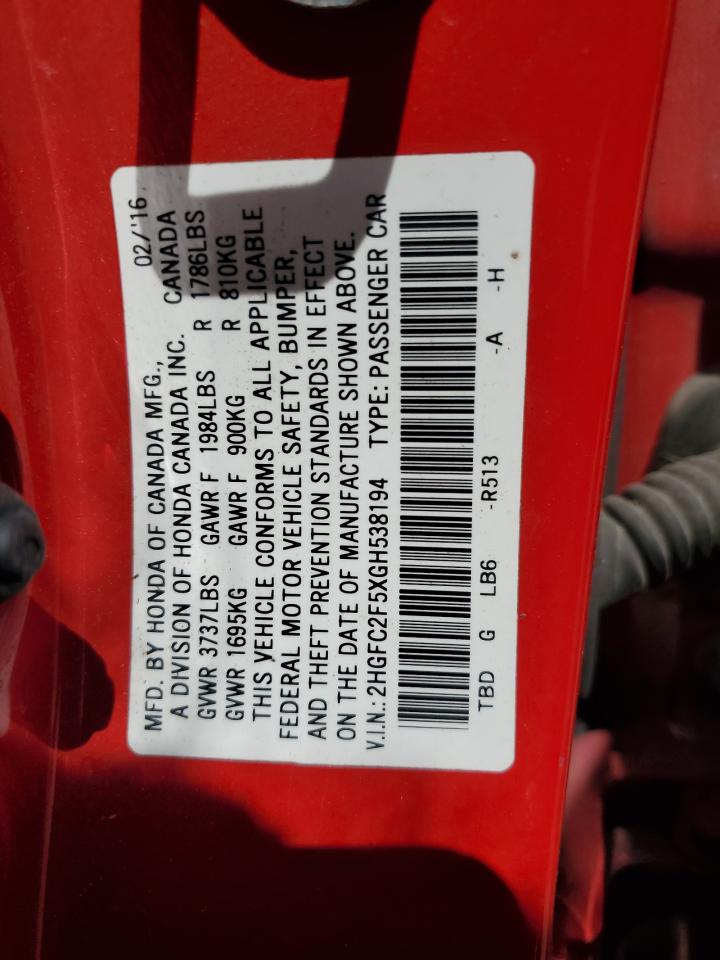 MFD. BY HONDA OF CANADA MFG., 02/'16
A DIVISION OF HONDA CANADA INC. CANADA
GVWR 3737LBS GAWR F 1984LBS R 1786LBS
GVWR 1695KG GAWR F 900KG R 810KG
THIS VEHICLE CONFORMS TO ALL APPLICABLE
FEDERAL MOTOR VEHICLE SAFETY, BUMPER,
AND THEFT PREVENTION STANDARDS IN EFFECT
ON THE DATE OF MANUFACTURE SHOWN ABOVE.
V.I.N.: 2HGFC2F5XGH538194 TYPE: PASSENGER CAR
TBD G LB6 -R513 -A -H